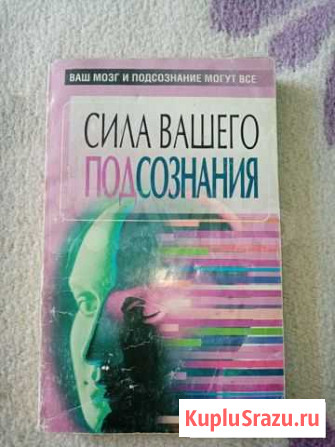 ВАШ МОЗГ И ПОДСОЗНАНИЕ МОГУТ ВСЕ
СИЛА ВАШЕГО
ПОДСОЗНАНИЯ
KupluSrazu.ru